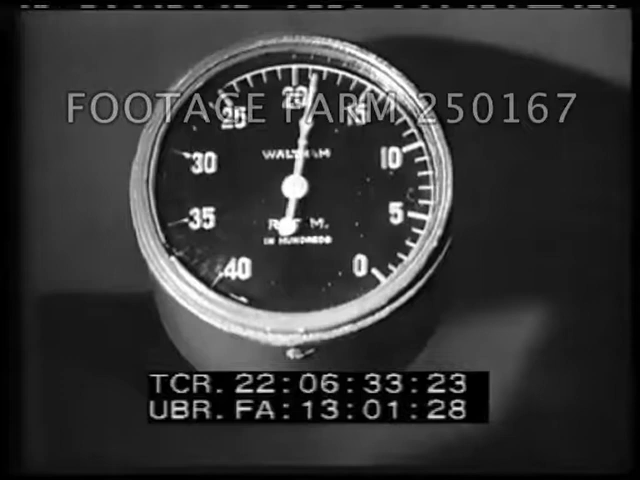 FOOTAGE FARM 250167
20
25
15
WALTHAM
30
10
35
5
R. P. M.
IN HUNDREDS
40
0
TCR. 22:06:33:23
UBR. FA: 13:01:28